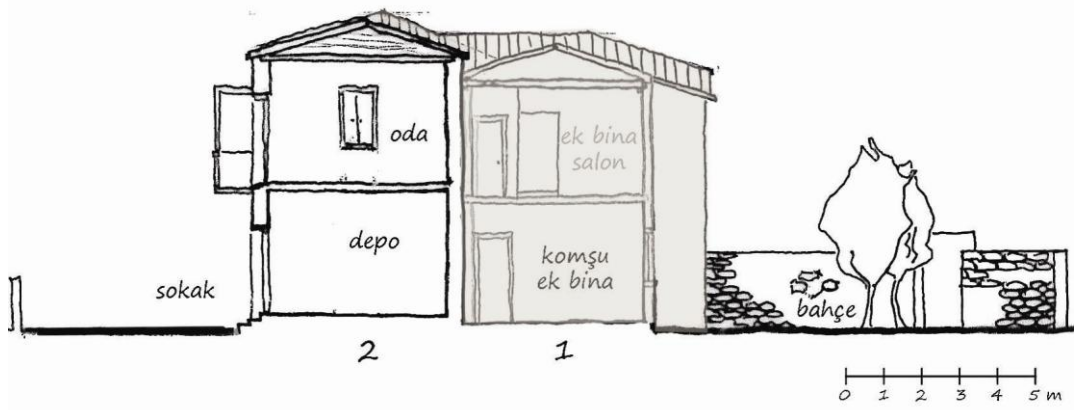 oda
ek bina
salon
depo
komşu
ek bina
sokak
bahçe
2
1
0 1 2 3 4 5 m